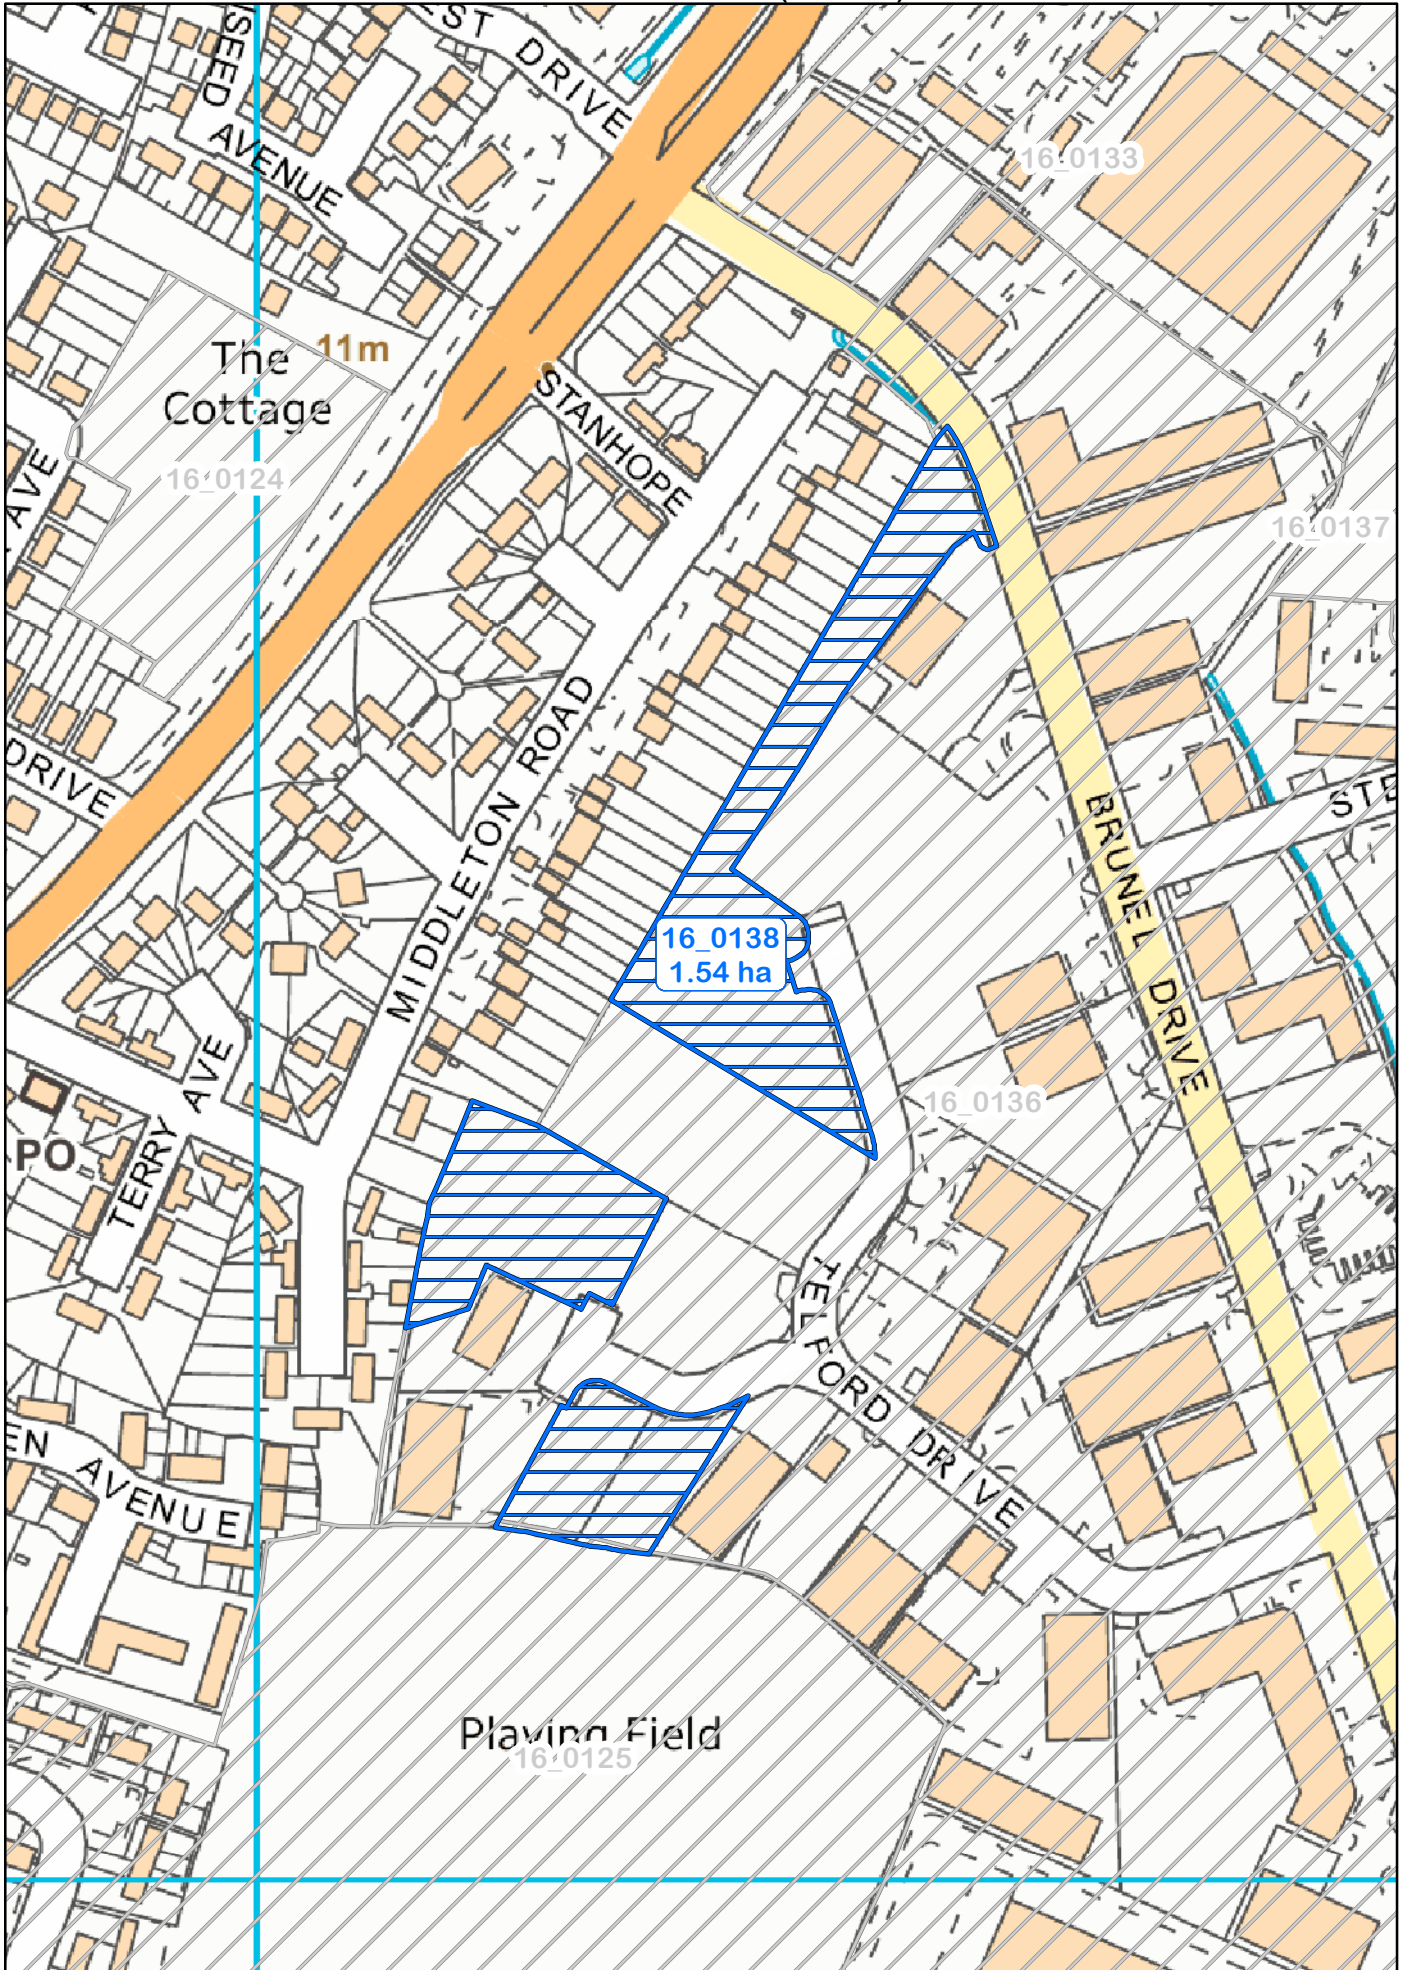 EST DRIVE
SEED
AVENUE
16_0133
The
Cottage
11m
STANHOPE
AVE
16_0124
16_0137
DRIVE
MIDDLETON ROAD
BRUNEL DRIVE
16_0138
1.54 ha
TERRY AVE
PO
16_0136
TELFORD DRIVE
EN AVENUE
Playing Field
16_0125